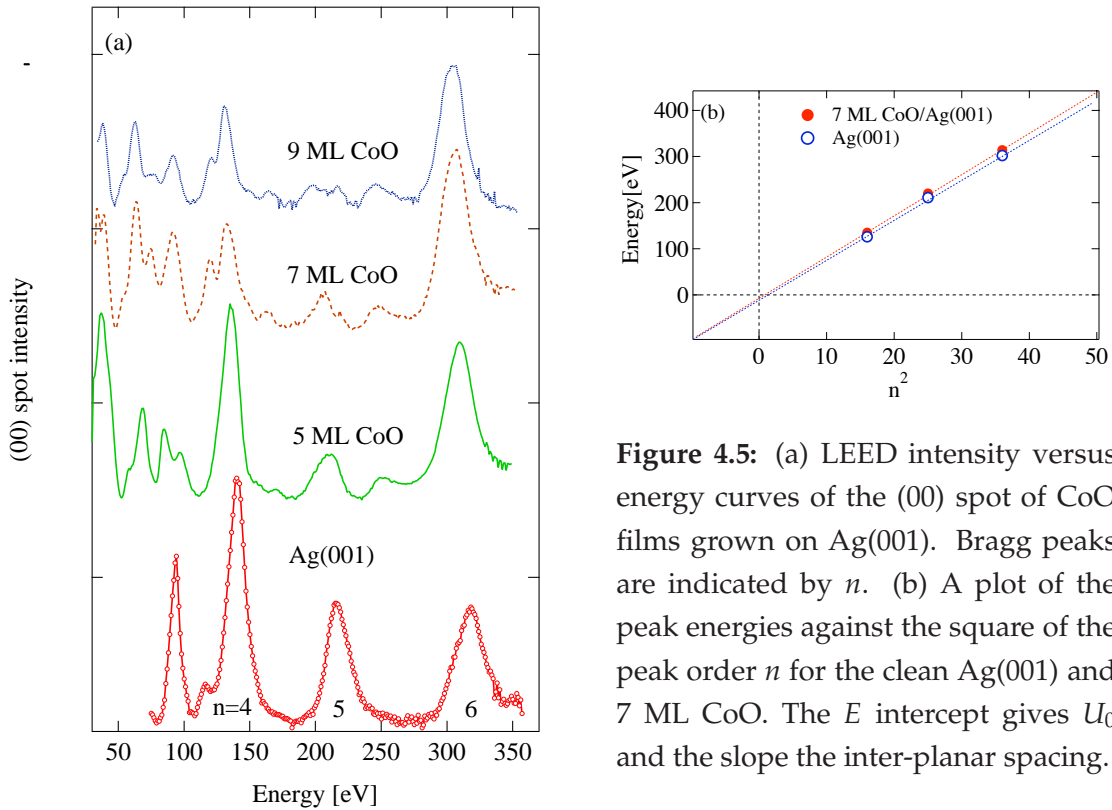 (a)
9 ML CoO
7 ML CoO
5 ML CoO
Ag(001)
n=4
5
6
(00) spot intensity
50 100 150 200 250 300 350
Energy [eV]
(b)
7 ML CoO/Ag(001)
Ag(001)
400
300
200
100
0
Energy[eV]
0 10 20 30 40 50
n²
Figure 4.5: (a) LEED intensity versus
energy curves of the (00) spot of CoO
films grown on Ag(001). Bragg peaks
are indicated by n. (b) A plot of the
peak energies against the square of the
peak order n for the clean Ag(001) and
7 ML CoO. The E intercept gives U₀
and the slope the inter-planar spacing.